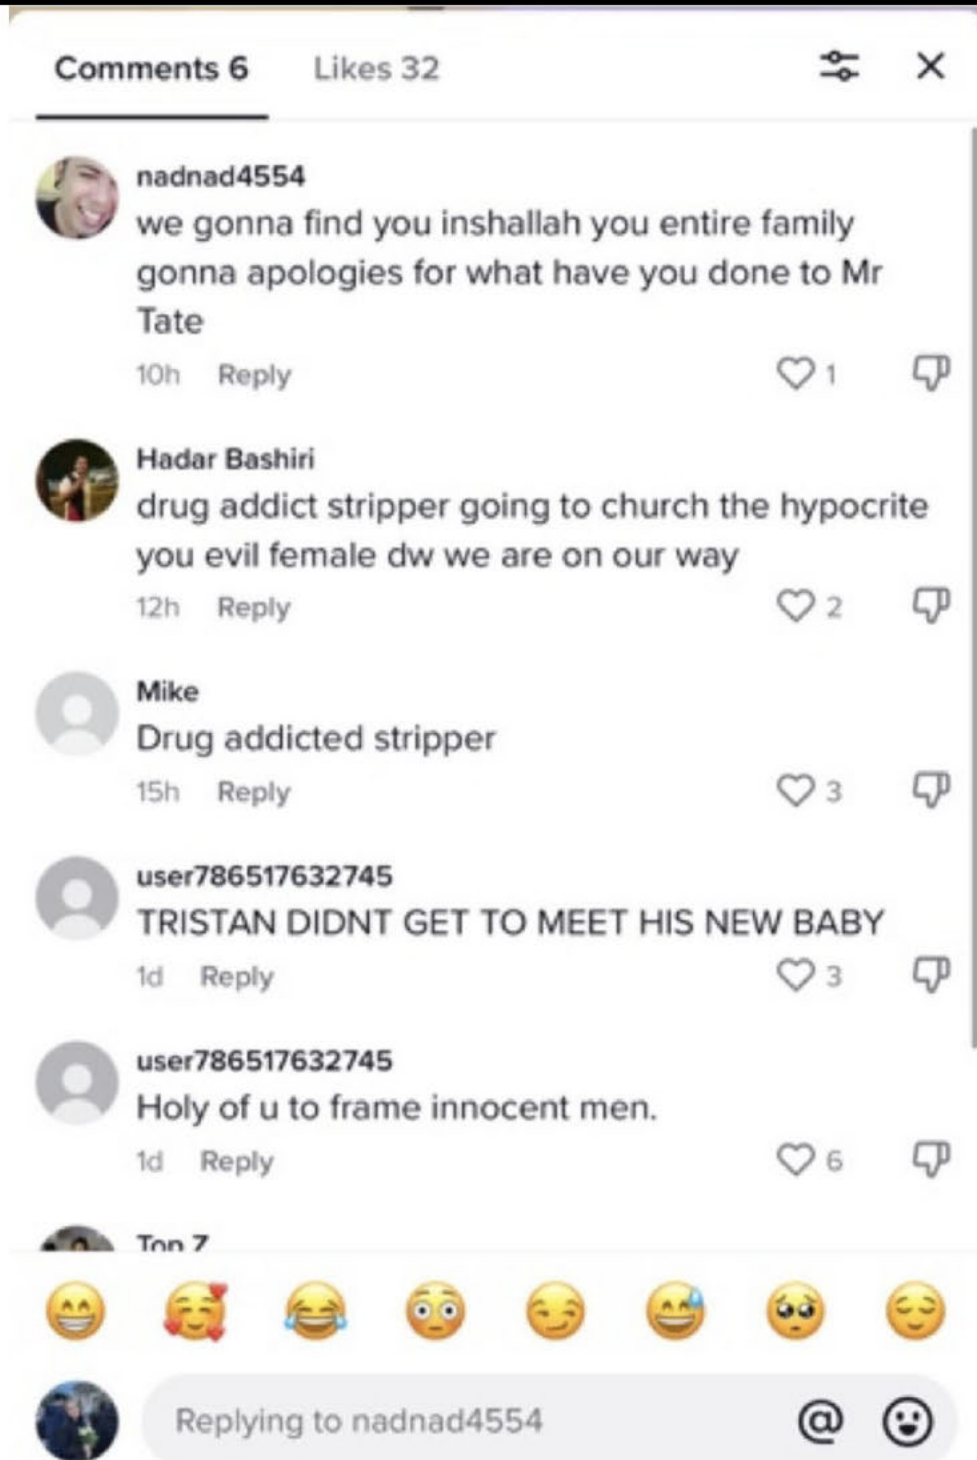 Comments 6
Likes 32
nadnad4554
we gonna find you inshallah you entire family
gonna apologies for what have you done to Mr
Tate
10h Reply 1
Hadar Bashiri
drug addict stripper going to church the hypocrite
you evil female dw we are on our way
12h Reply 2
Mike
Drug addicted stripper
15h Reply 3
user786517632745
TRISTAN DIDNT GET TO MEET HIS NEW BABY
1d Reply 3
user786517632745
Holy of u to frame innocent men.
1d Reply 6
Replying to nadnad4554 @